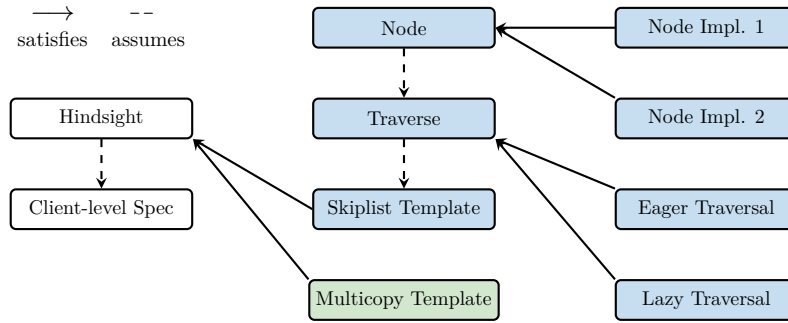 satisfies assumes
Node
Node Impl. 1
Hindsight
Traverse
Node Impl. 2
Client-level Spec
Skiplist Template
Eager Traversal
Multicopy Template
Lazy Traversal